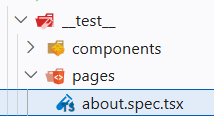 __test__
components
pages
about.spec.tsx